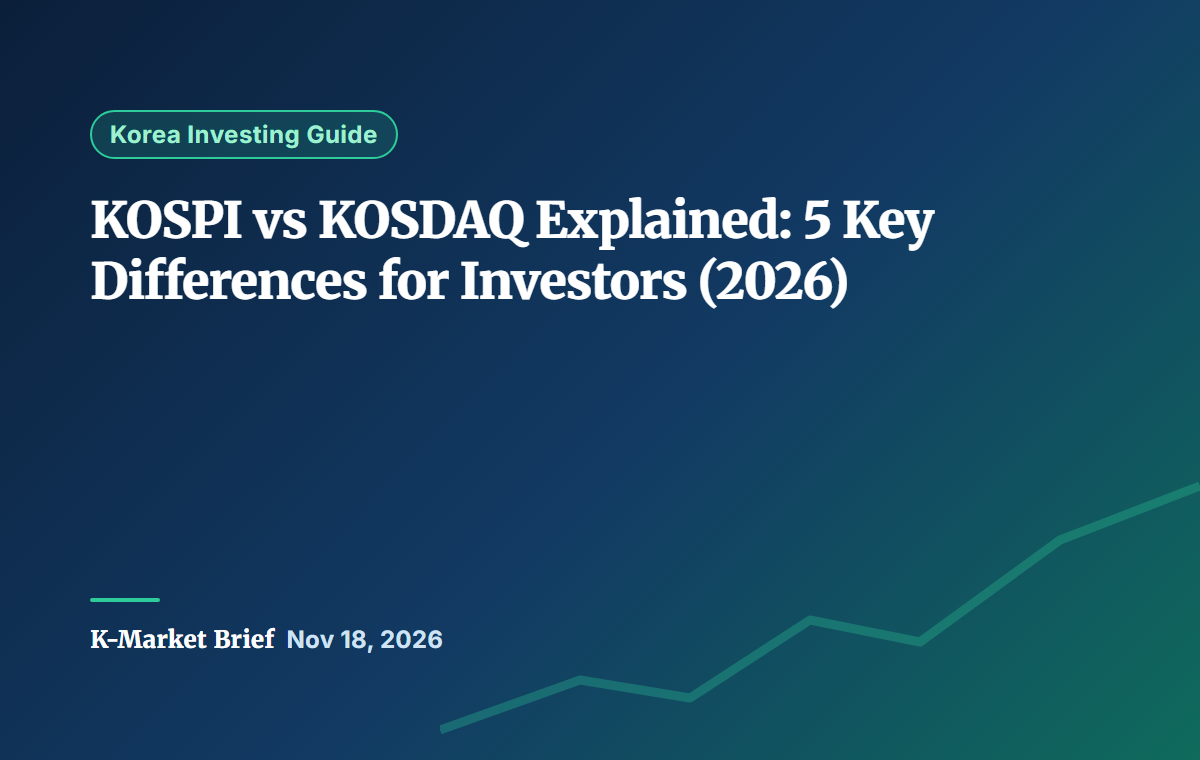 Korea Investing Guide
KOSPI vs KOSDAQ Explained: 5 Key
Differences for Investors (2026)
K-Market Brief Nov 18, 2026